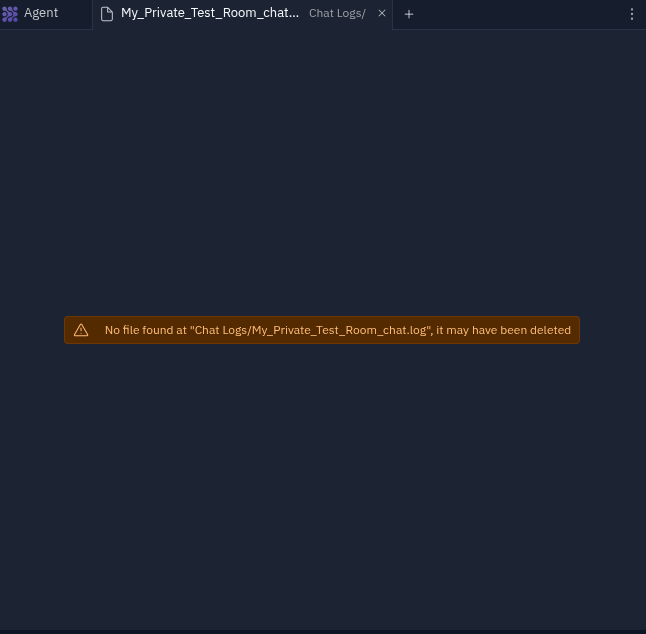 Agent
My_Private_Test_Room_chat... Chat Logs/
No file found at "Chat Logs/My_Private_Test_Room_chat.log", it may have been deleted